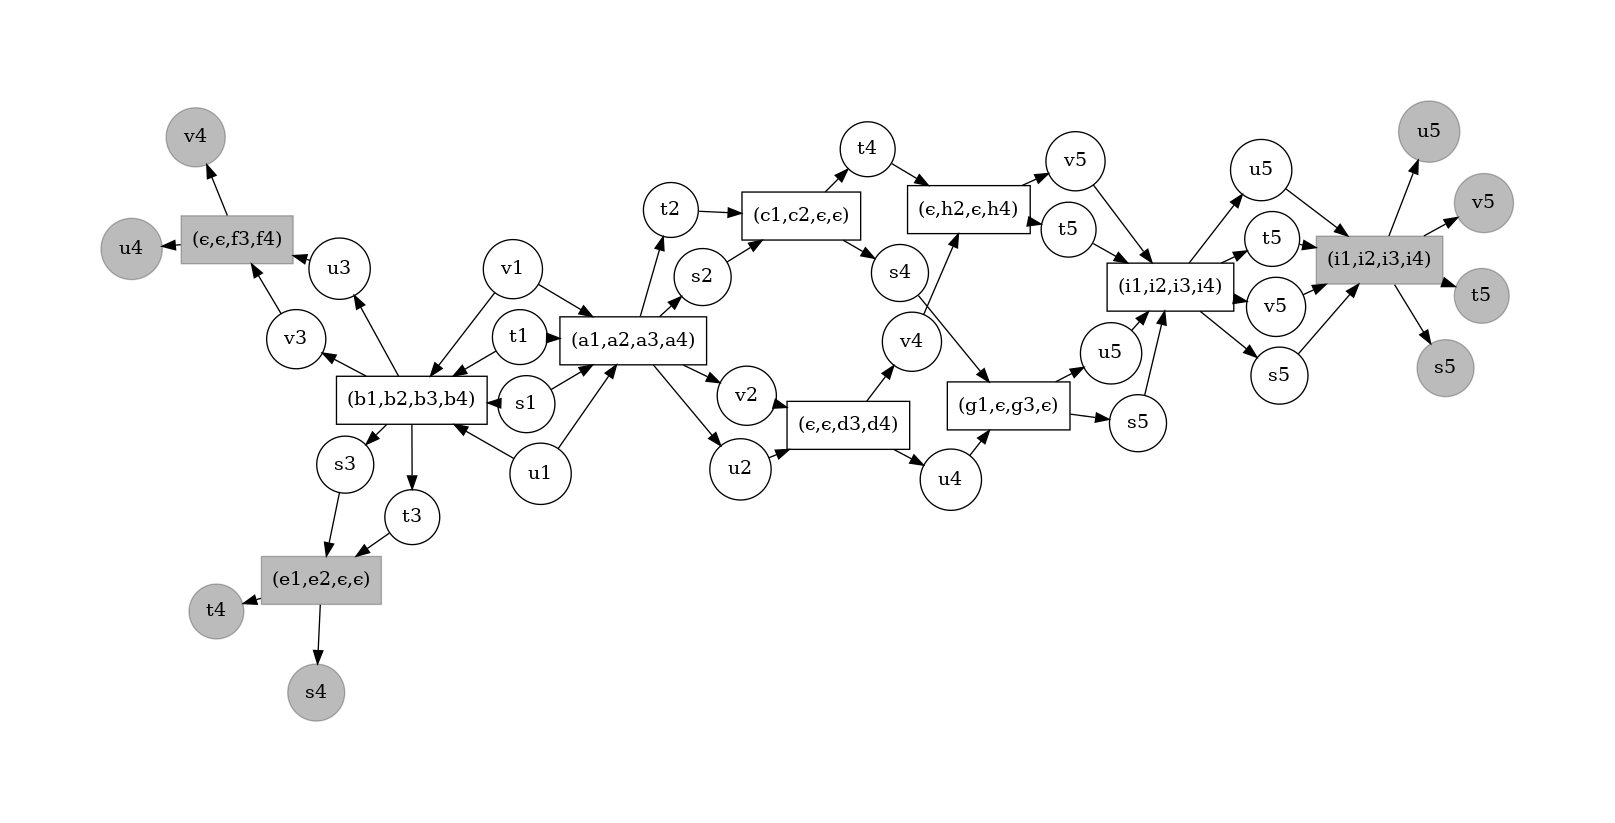 u5
v4
t4
v5
u5
v5
t2
(c1,c2,ϵ,ϵ)
(ϵ,h2,ϵ,h4)
t5
t5
(ϵ,ϵ,f3,f4)
u4
u3
v1
s2
s4
(i1,i2,i3,i4)
(i1,i2,i3,i4)
t5
v5
v3
t1
(a1,a2,a3,a4)
v4
u5
s5
s5
(b1,b2,b3,b4)
s1
v2
(ϵ,ϵ,d3,d4)
(g1,ϵ,g3,ϵ)
s5
s3
u1
u2
u4
t3
(e1,e2,ϵ,ϵ)
t4
s4